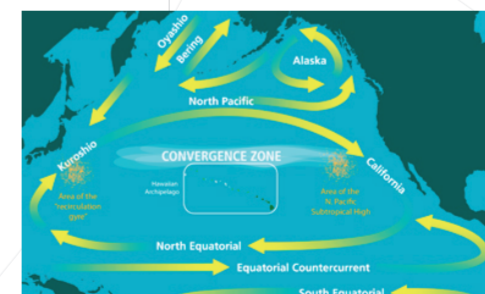 Oyashio
Bering
Alaska
North Pacific
Kuroshio
CONVERGENCE ZONE
California
Hawaiian
Archipelago
Area of the
"recirculation
gyre"
Area of the
N. Pacific
Subtropical High
North Equatorial
Equatorial Countercurrent
South Equatorial